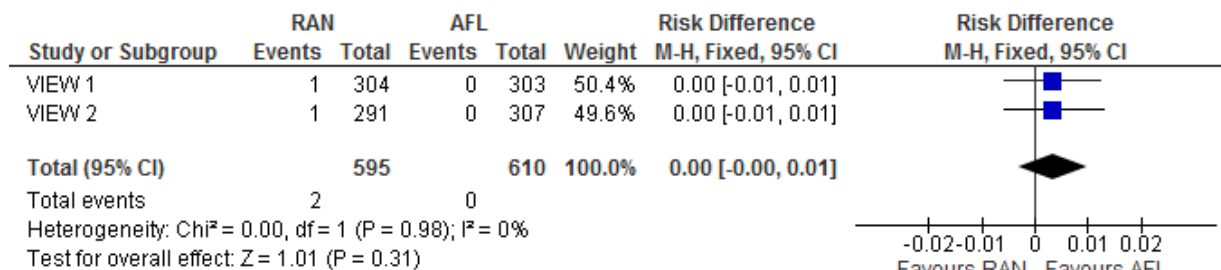 RAN AFL Risk Difference Risk Difference
Study or Subgroup Events Total Events Total Weight M-H, Fixed, 95% CI M-H, Fixed, 95% CI
VIEW 1 1 304 0 303 50.4% 0.00 [-0.01, 0.01]
VIEW 2 1 291 0 307 49.6% 0.00 [-0.01, 0.01]
Total (95% CI) 595 610 100.0% 0.00 [-0.00, 0.01]
Total events 2 0
Heterogeneity: Chi² = 0.00, df = 1 (P = 0.98); I² = 0%
Test for overall effect: Z = 1.01 (P = 0.31)
-0.02 -0.01 0 0.01 0.02
Favours RAN Favours AFL